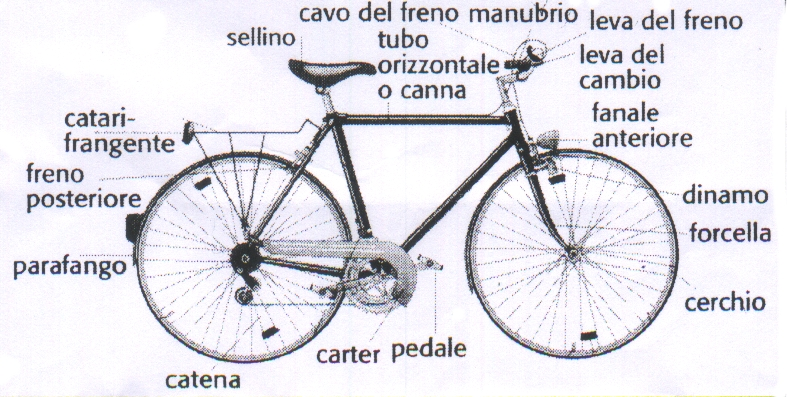 cavo del freno manubrio
leva del freno
sellino
tubo
orizzontale
o canna
leva del
cambio
catari-
frangente
fanale
anteriore
freno
posteriore
dinamo
forcella
parafango
cerchio
carter pedale
catena